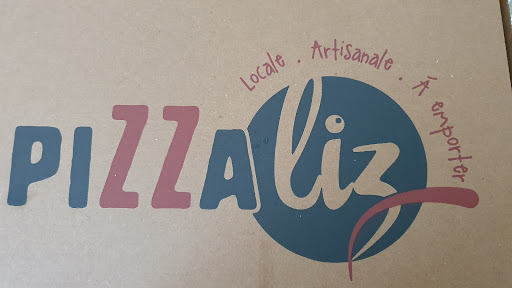 Locale . Artisanale . À emporter
PIZZAliz